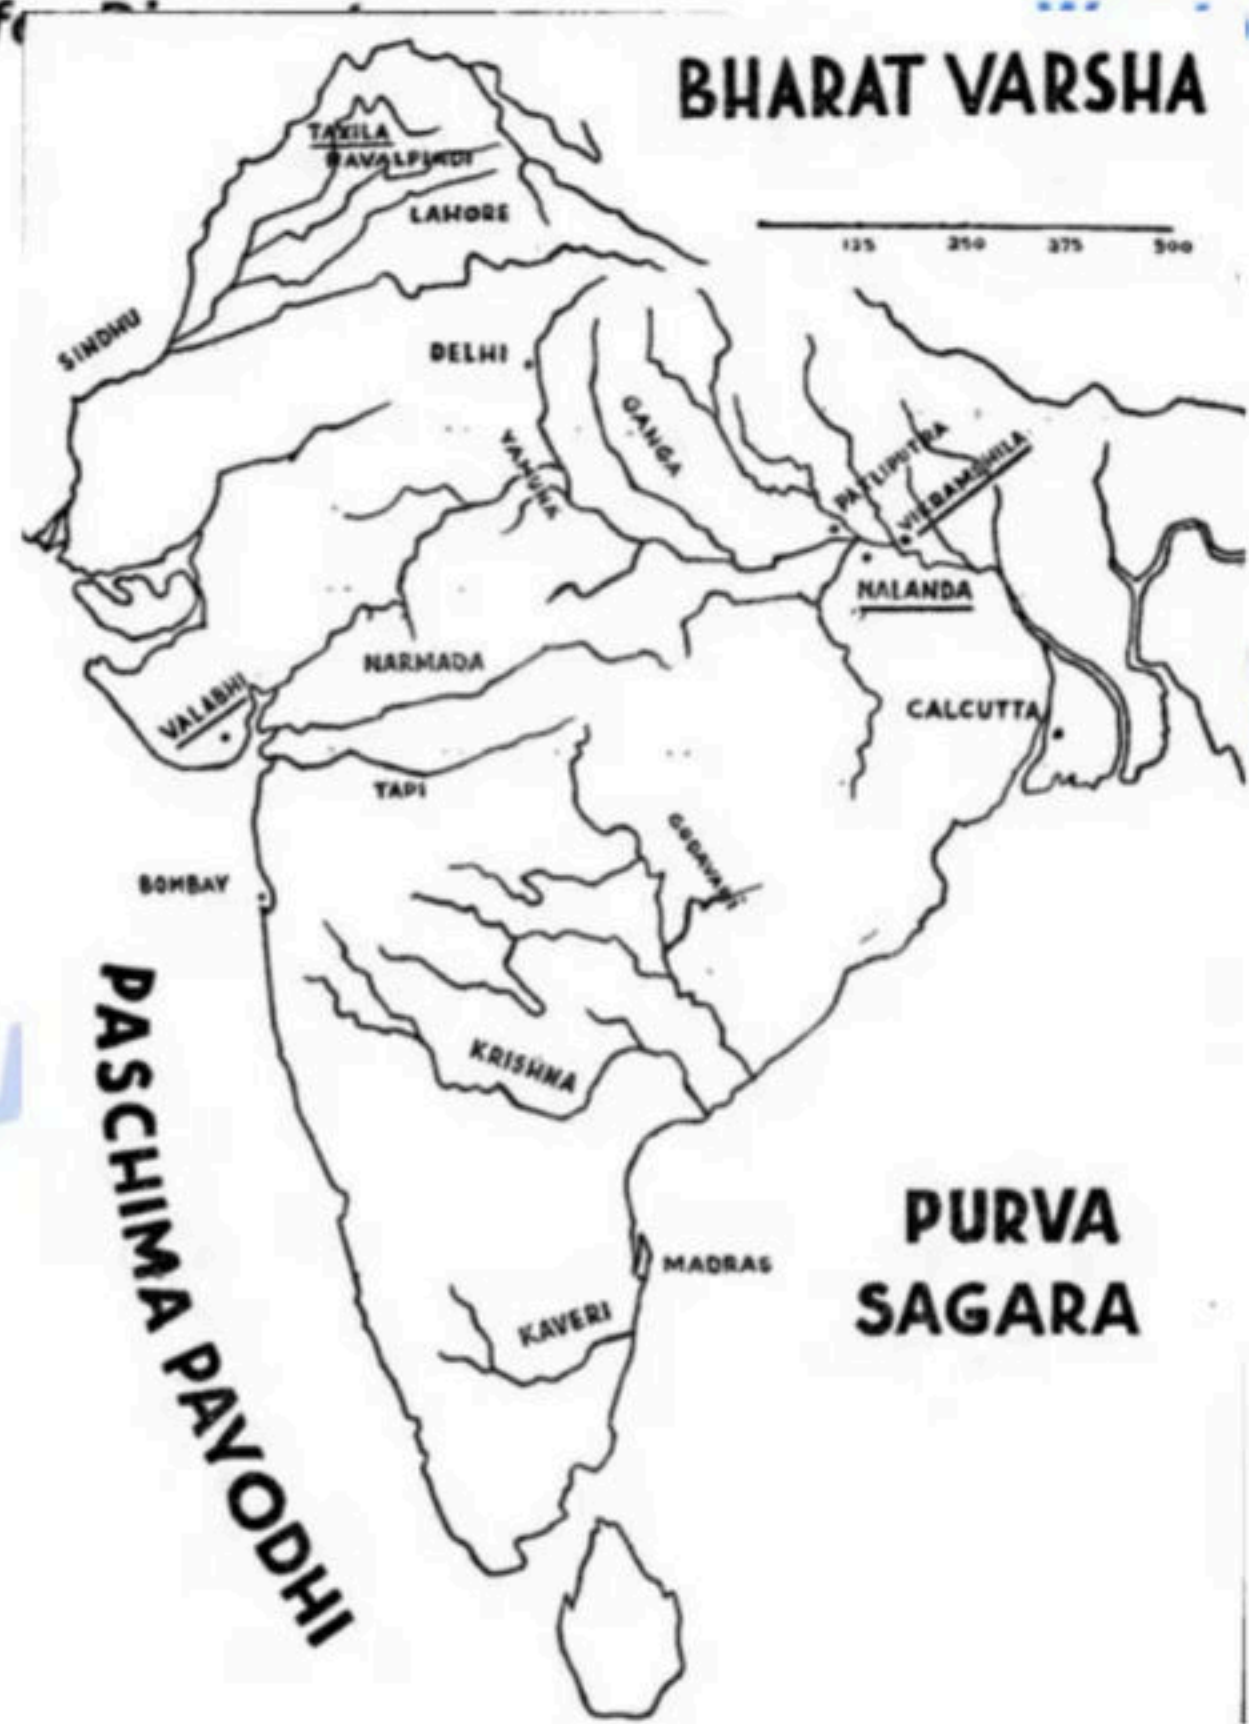 BHARAT VARSHA
TAXILA
RAVALPINDI
LAHORE
125 250 375 500
SINDHU
DELHI
GANGA
YAMUNA
PATLIPUTRA
VIKRAMSHILA
NALANDA
NARMADA
VALABHI
CALCUTTA
TAPI
GODAVARI
BOMBAY
KRISHNA
PASCHIMA PAYODHI
PURVA
SAGARA
MADRAS
KAVERI